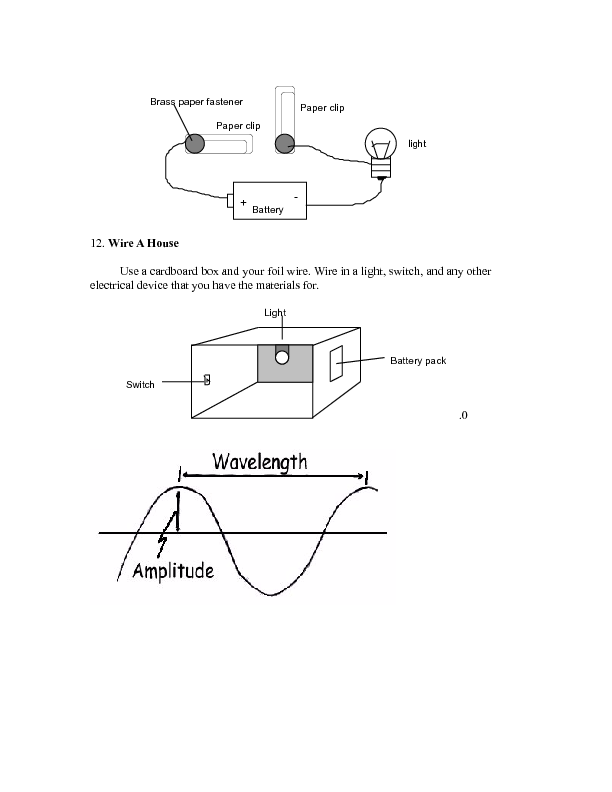 Brass paper fastener
Paper clip
Paper clip
light
+ -
Battery
12. Wire A House
Use a cardboard box and your foil wire. Wire in a light, switch, and any other
electrical device that you have the materials for.
Light
Battery pack
Switch
.0
Wavelength
Amplitude